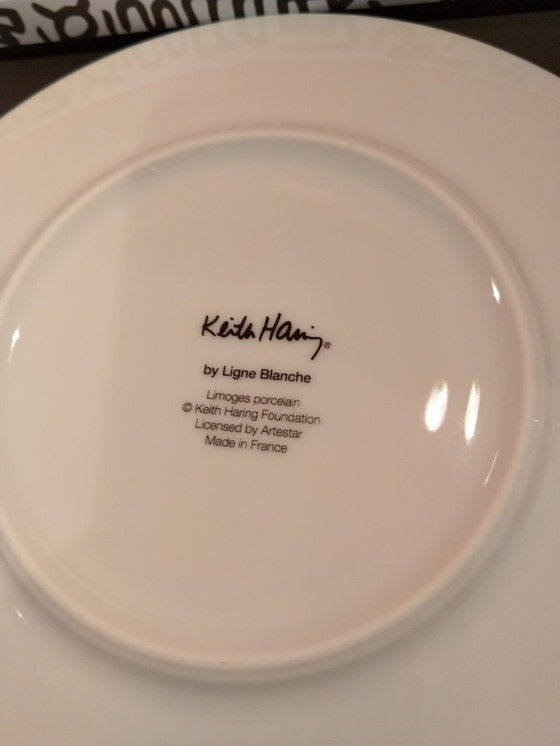 Keith Haring®
by Ligne Blanche
Limoges porcelain
© Keith Haring Foundation
Licensed by Artestar
Made in France